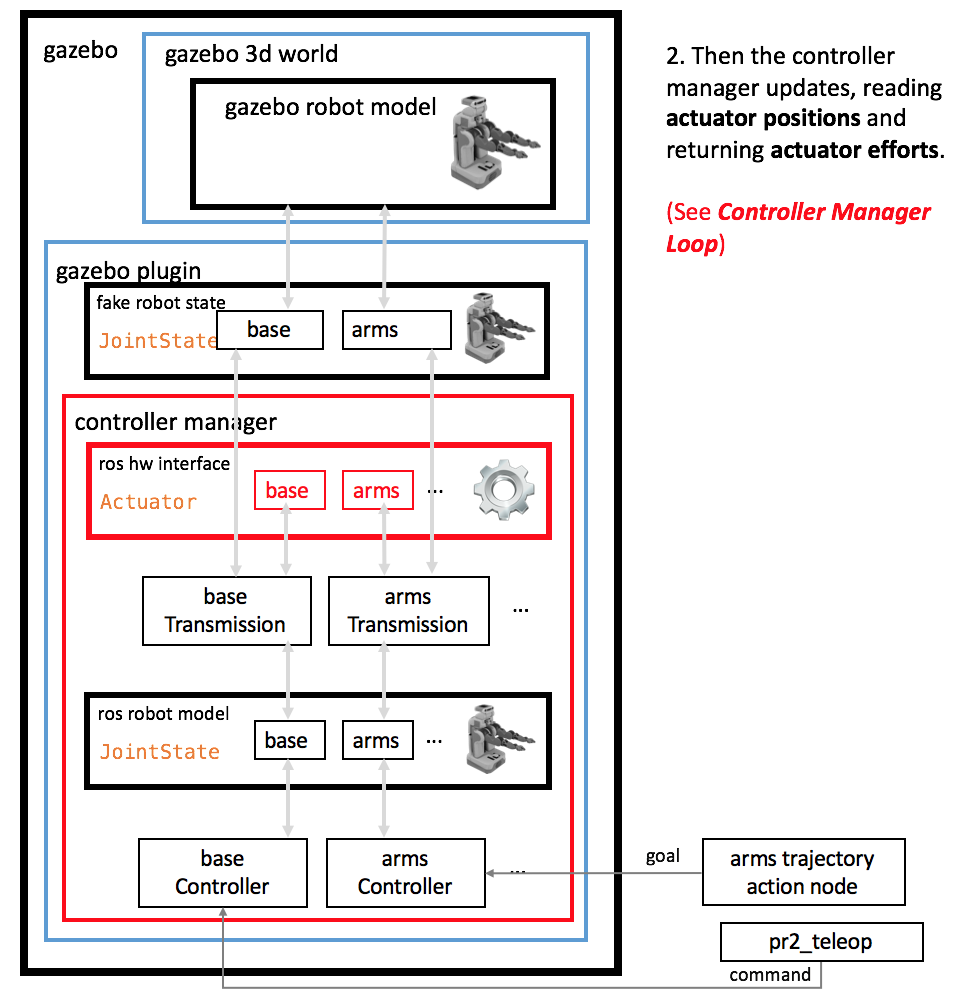 gazebo
gazebo 3d world
gazebo robot model
2. Then the controller
manager updates, reading
actuator positions and
returning actuator efforts.
(See Controller Manager
Loop)
gazebo plugin
fake robot state
JointState
base
arms
controller manager
ros hw interface
Actuator
base
arms
...
base
Transmission
arms
Transmission
...
ros robot model
JointState
base
arms
...
base
Controller
arms
Controller
...
goal
arms trajectory
action node
pr2_teleop
command